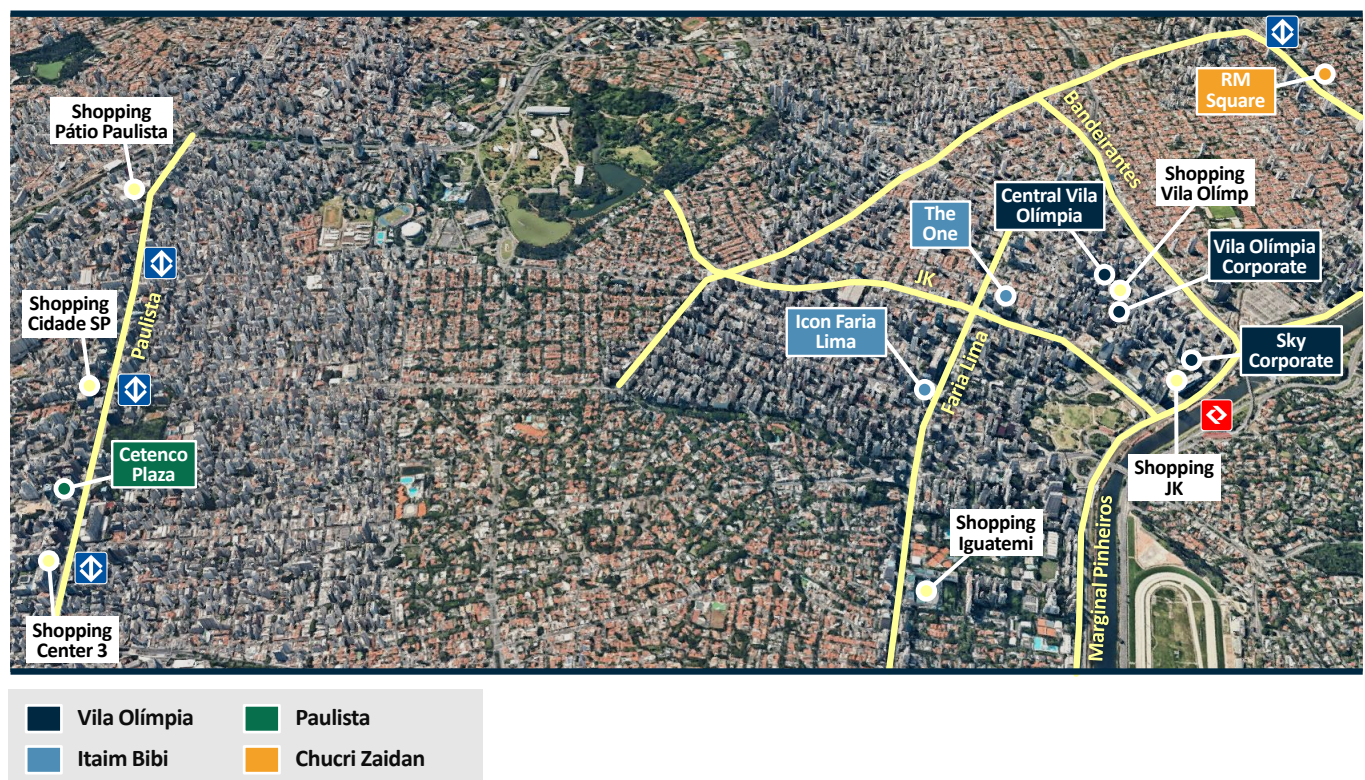 RM
Square
Shopping
Pátio Paulista
Bandeirantes
Shopping
Vila Olímp
Central Vila
Olímpia
The
One
Vila Olímpia
Corporate
JK
Shopping
Cidade SP
Paulista
Icon Faria
Lima
Faria Lima
Sky
Corporate
Cetenco
Plaza
Shopping
JK
Shopping
Iguatemi
Marginal Pinheiros
Shopping
Center 3
Vila Olímpia
Paulista
Itaim Bibi
Chucri Zaidan